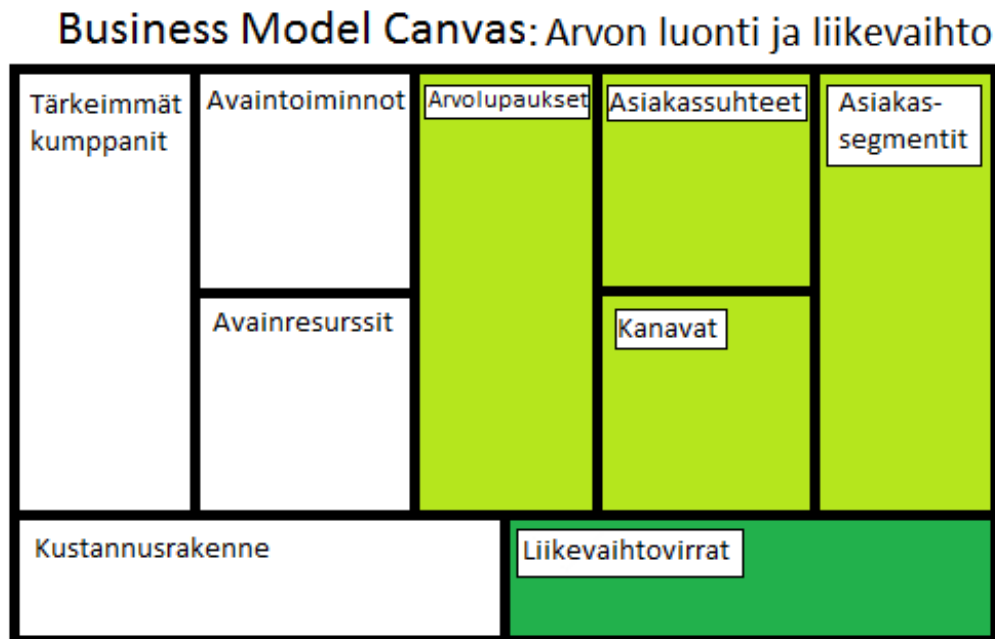 Business Model Canvas: Arvon luonti ja liikevaihto
Tärkeimmät
kumppanit
Avaintoiminnot
Avainresurssit
Arvolupaukset
Asiakassuhteet
Kanavat
Asiakas-
segmentit
Kustannusrakenne
Liikevaihtovirrat